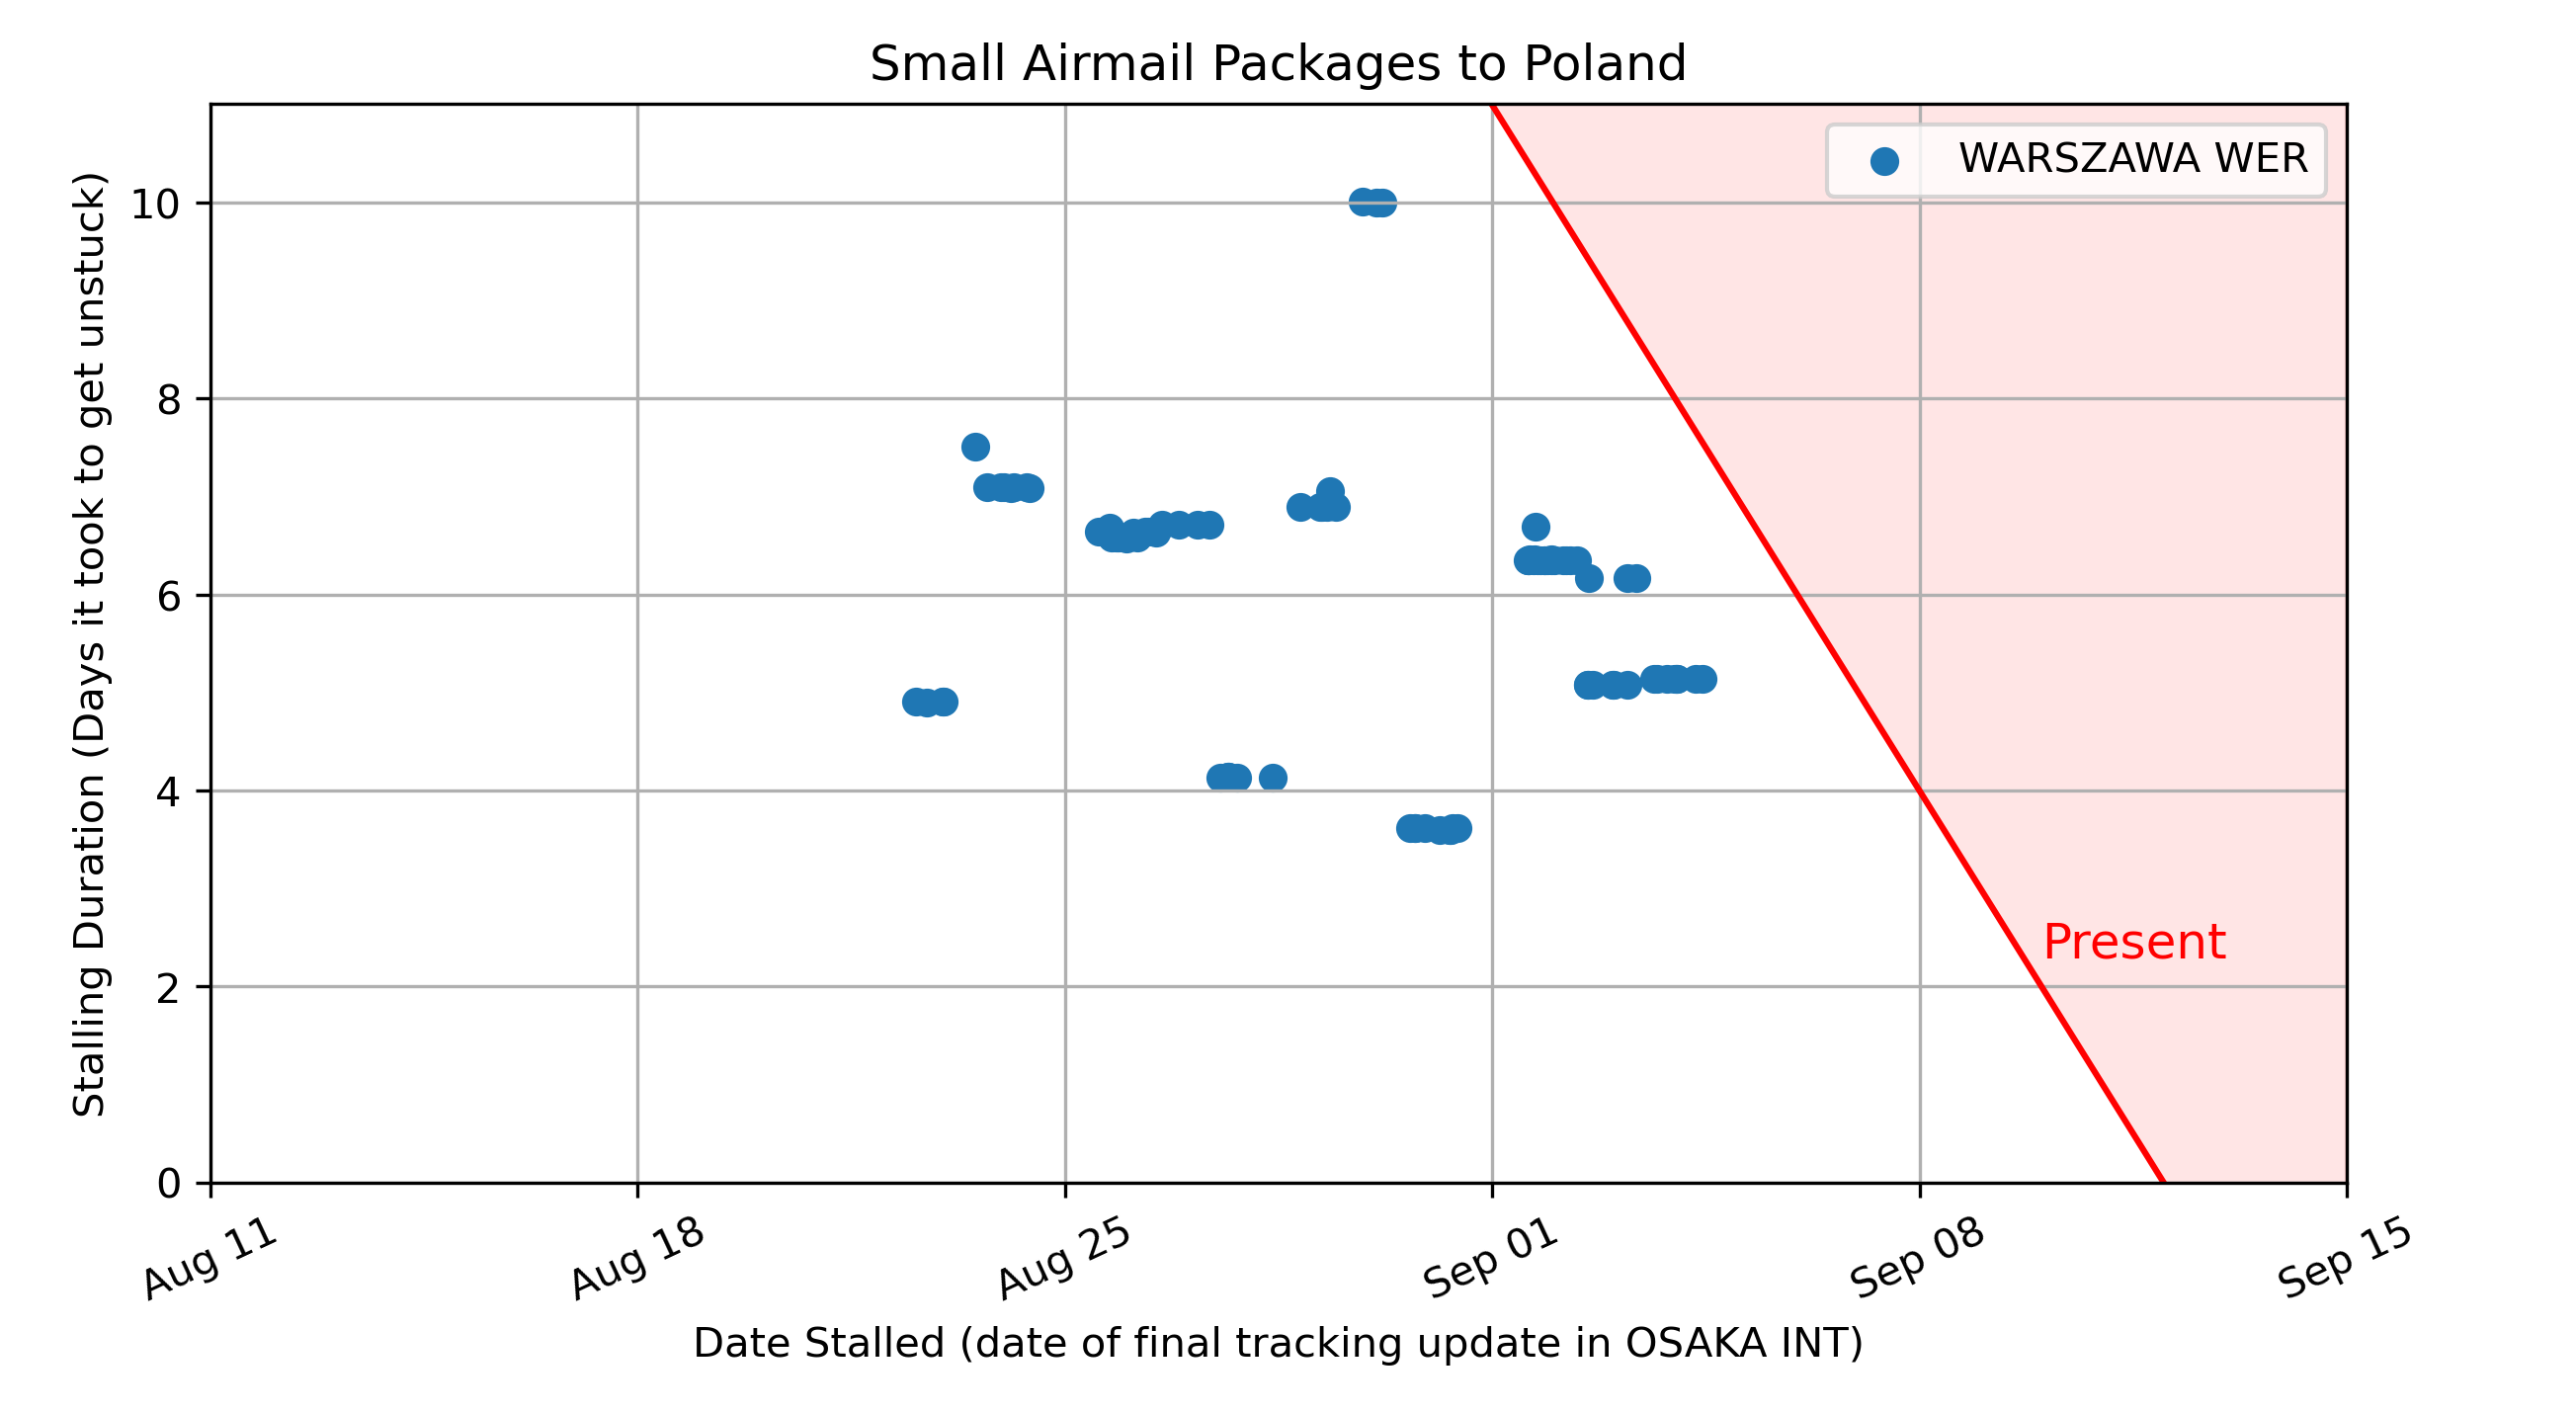 Small Airmail Packages to Poland
WARSZAWA WER
Stalling Duration (Days it took to get unstuck)
10
8
6
4
2
0
Present
Aug 11
Aug 18
Aug 25
Sep 01
Sep 08
Sep 15
Date Stalled (date of final tracking update in OSAKA INT)